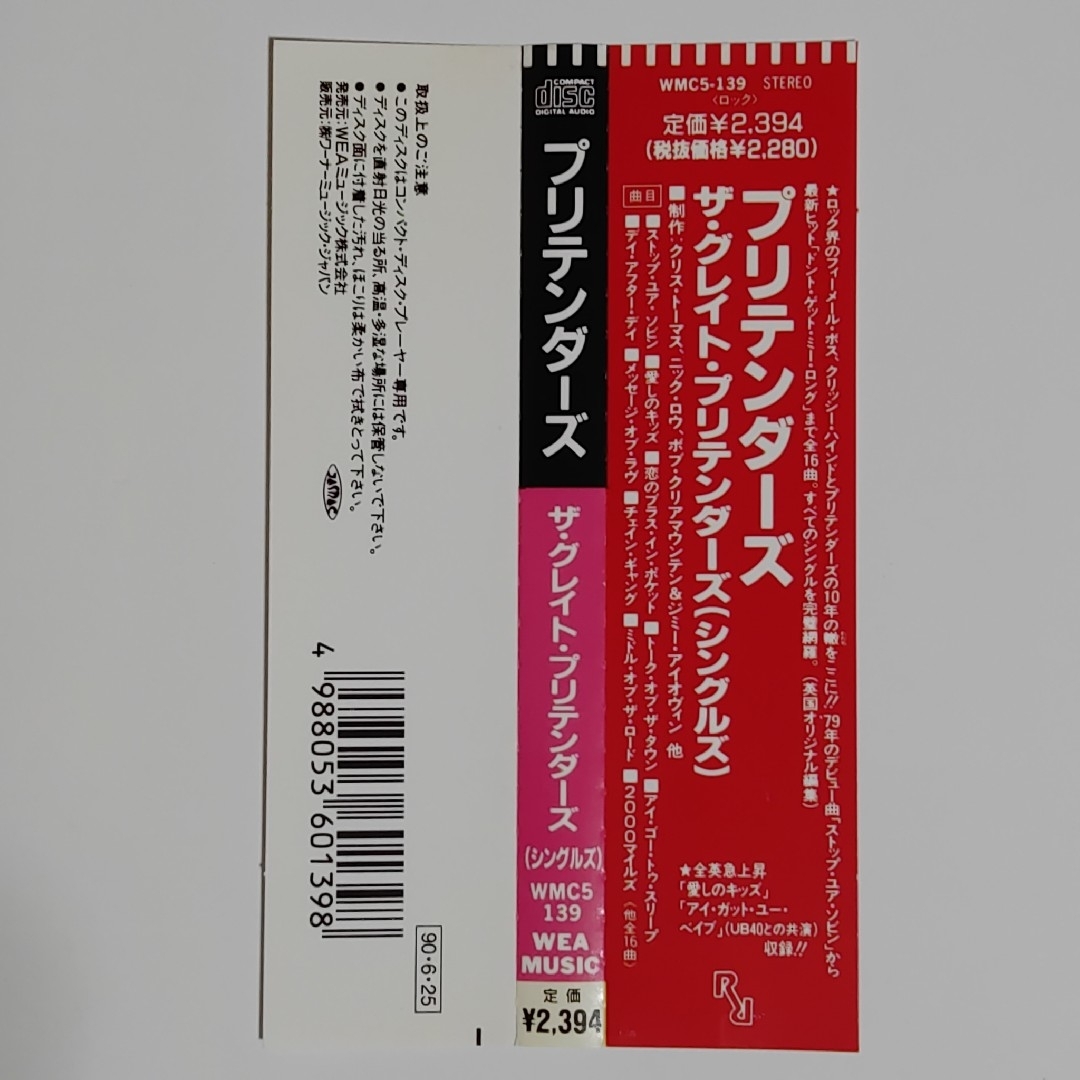 WMC5-139 STEREO
〈ロック〉
定価¥2,394
(税抜価格¥2,280)
★ロック界のフィーメール・ボス、クリッシー・ハインドとプリテンダーズの10年の轍をここに!! 79年のデビュー曲「ストップ・ユア・ソビン」から
最新ヒット「ドント・ゲット・ミー・ロング」まで全16曲。すべてのシングルを完璧網羅。(英国オリジナル編集)
プリテンダーズ
ザ・グレイト・プリテンダーズ(シングルズ)
■制作:クリス・トーマス、ニック・ロウ、ボブ・クリアマウンテン&ジミー・アイオヴィン 他
曲目
■ストップ・ユア・ソビン ■愛しのキッズ ■恋のブラス・イン・ポケット ■トーク・オブ・ザ・タウン ■アイ・ゴー・トゥ・スリープ
■デイ・アフター・デイ ■メッセージ・オブ・ラヴ ■チェイン・ギャング ■ミドル・オブ・ザ・ロード ■2000マイルズ 〈他全16曲〉
★全英急上昇
「愛しのキッズ」
「アイ・ガット・ユー・
ベイブ」(UB40との共演)
収録!!
COMPACT
disc
DIGITAL AUDIO
プリテンダーズ
ザ・グレイト・プリテンダーズ
(シングルズ)
WMC5
139
WEA
MUSIC
定価
¥2,394
取扱上のご注意
●このディスクはコンパクト・ディスク・プレーヤー専用です。
●ディスクを直射日光の当る所、高温・多湿な場所には保管しないで下さい。
●ディスク面に付着した汚れ、ほこりは柔かい布で拭きとって下さい。
発売元:WEAミュージック株式会社
販売元:㈱ワーナーミュージック・ジャパン
JASRAC
4 988053 601398
90・6・25